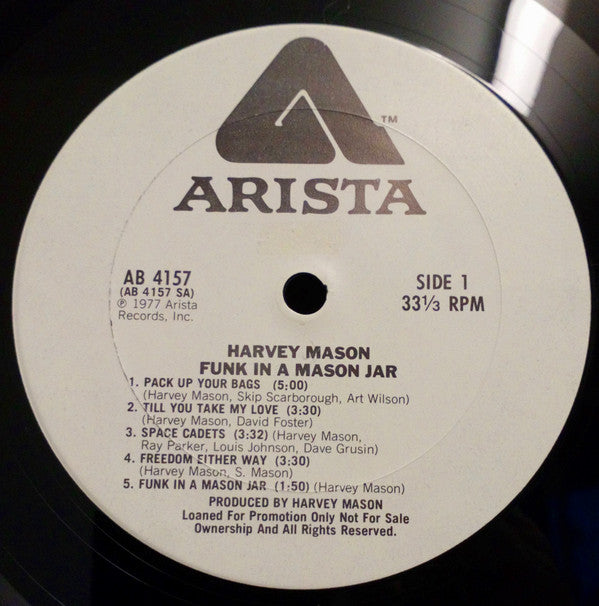 TM
ARISTA
AB 4157
(AB 4157 SA)
℗ 1977 Arista
Records, Inc.
SIDE 1
33⅓ RPM
HARVEY MASON
FUNK IN A MASON JAR
1. PACK UP YOUR BAGS (5:00)
(Harvey Mason, Skip Scarborough, Art Wilson)
2. TILL YOU TAKE MY LOVE (3:30)
(Harvey Mason, David Foster)
3. SPACE CADETS (3:32) (Harvey Mason,
Ray Parker, Louis Johnson, Dave Grusin)
4. FREEDOM EITHER WAY (3:30)
(Harvey Mason, S. Mason)
5. FUNK IN A MASON JAR (1:50) (Harvey Mason)
PRODUCED BY HARVEY MASON
Loaned For Promotion Only Not For Sale
Ownership And All Rights Reserved.